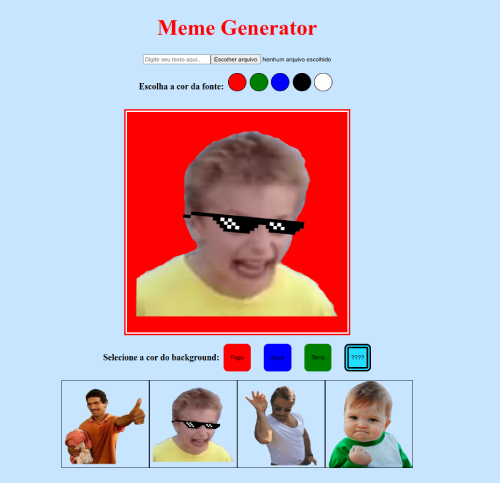 Meme Generator
Digite seu texto aqui.. Escolher arquivo Nenhum arquivo escolhido
Escolha a cor da fonte:
Selecione a cor do background: Fogo Água Terra ????